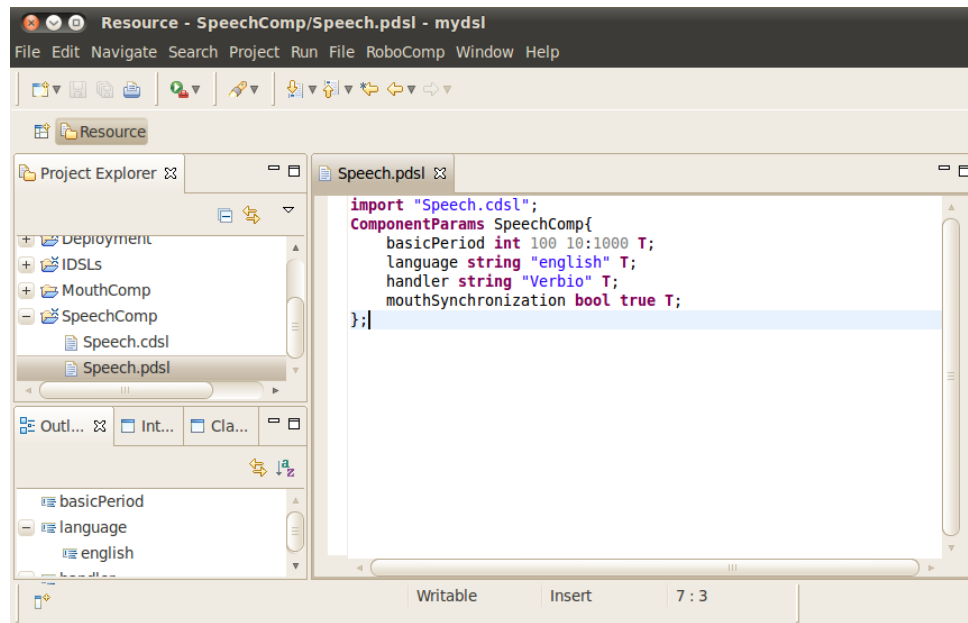 Resource - SpeechComp/Speech.pdsl - mydsl
File Edit Navigate Search Project Run File RoboComp Window Help
Resource
Project Explorer
Deployment
IDSLs
MouthComp
SpeechComp
Speech.cdsl
Speech.pdsl
Outl...
Int...
Cla...
basicPeriod
language
english
Speech.pdsl
import "Speech.cdsl";
ComponentParams SpeechComp{
basicPeriod int 100 10:1000 T;
language string "english" T;
handler string "Verbio" T;
mouthSynchronization bool true T;
};
Writable Insert 7 : 3